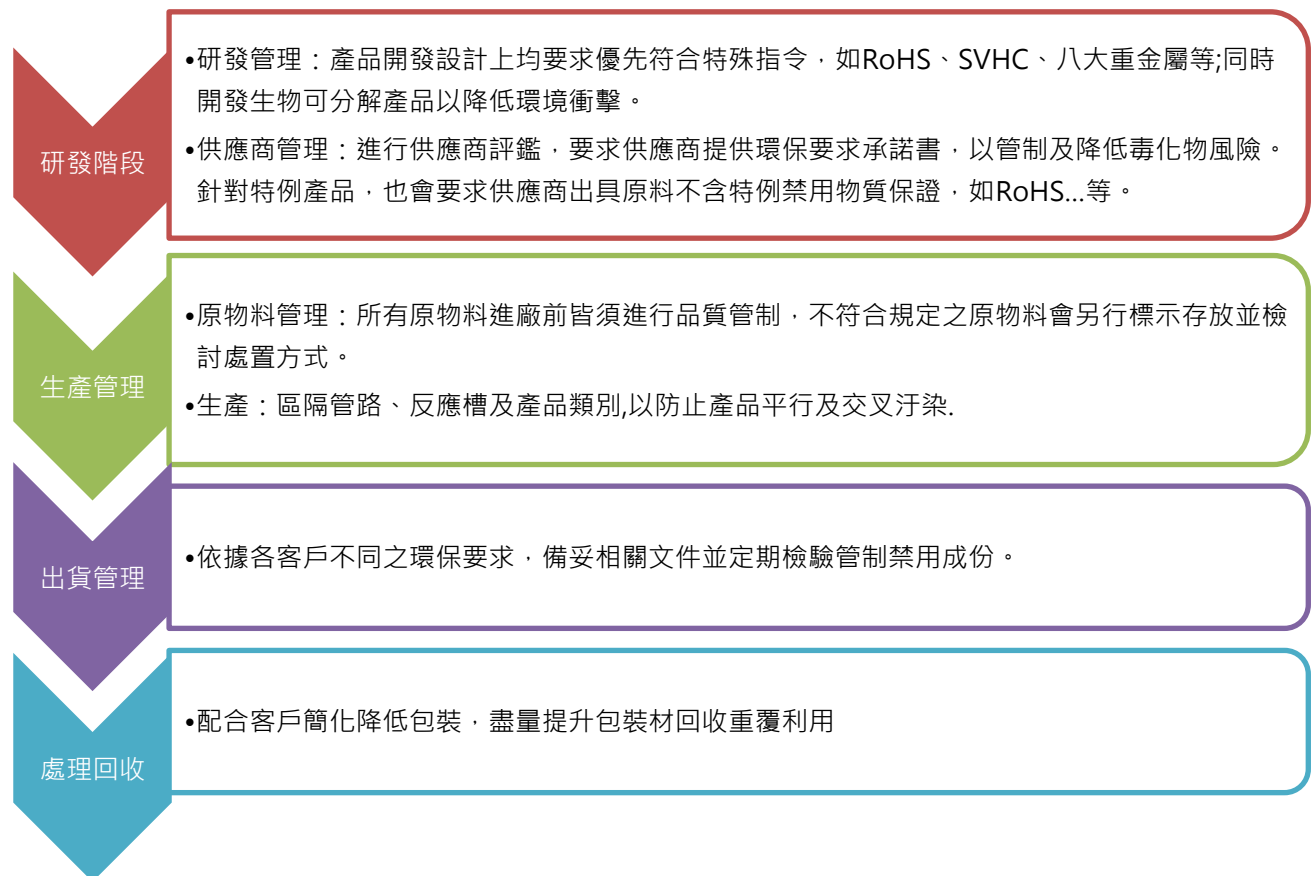 研發階段
•研發管理：產品開發設計上均要求優先符合特殊指令，如RoHS、SVHC、八大重金屬等;同時
開發生物可分解產品以降低環境衝擊。
•供應商管理：進行供應商評鑑，要求供應商提供環保要求承諾書，以管制及降低毒化物風險。
針對特例產品，也會要求供應商出具原料不含特例禁用物質保證，如RoHS…等。
生產管理
•原物料管理：所有原物料進廠前皆須進行品質管制，不符合規定之原物料會另行標示存放並檢
討處置方式。
•生產：區隔管路、反應槽及產品類別,以防止產品平行及交叉汙染.
出貨管理
•依據各客戶不同之環保要求，備妥相關文件並定期檢驗管制禁用成份。
處理回收
•配合客戶簡化降低包裝，盡量提升包裝材回收重覆利用